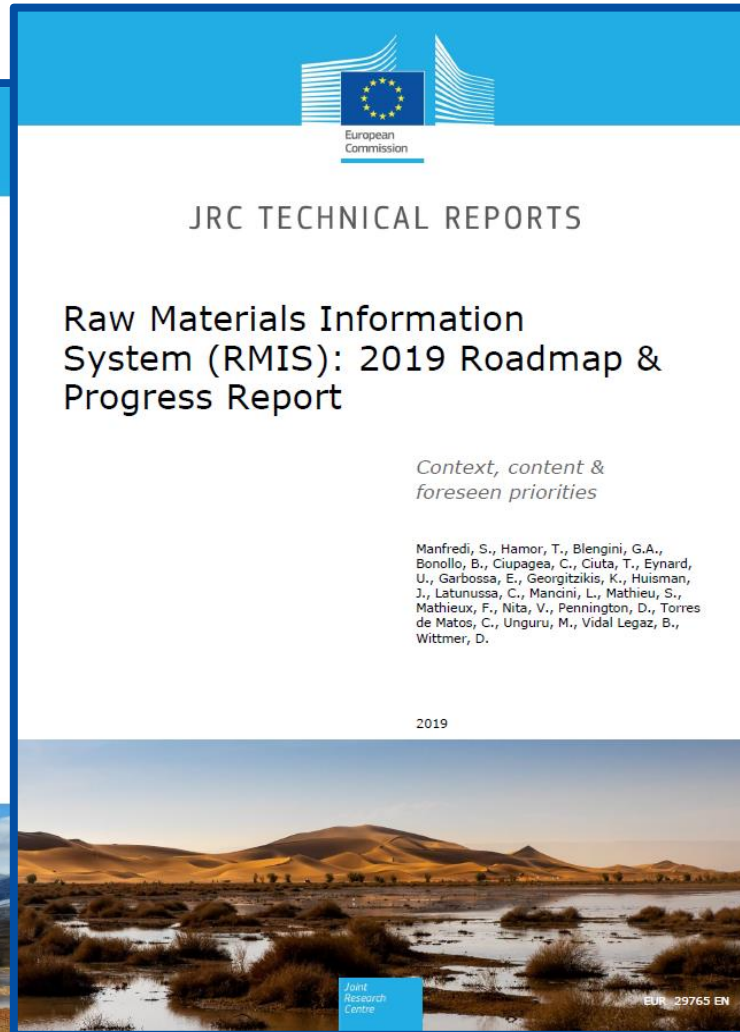 European
Commission
JRC TECHNICAL REPORTS
Raw Materials Information
System (RMIS): 2019 Roadmap &
Progress Report
Context, content &
foreseen priorities
Manfredi, S., Hamor, T., Blengini, G.A.,
Bonollo, B., Ciupagea, C., Ciuta, T., Eynard,
U., Garbossa, E., Georgitzikis, K., Huisman,
J., Latunussa, C., Mancini, L., Mathieu, S.,
Mathieux, F., Nita, V., Pennington, D., Torres
de Matos, C., Unguru, M., Vidal Legaz, B.,
Wittmer, D.
2019
Joint
Research
Centre
EUR 29765 EN